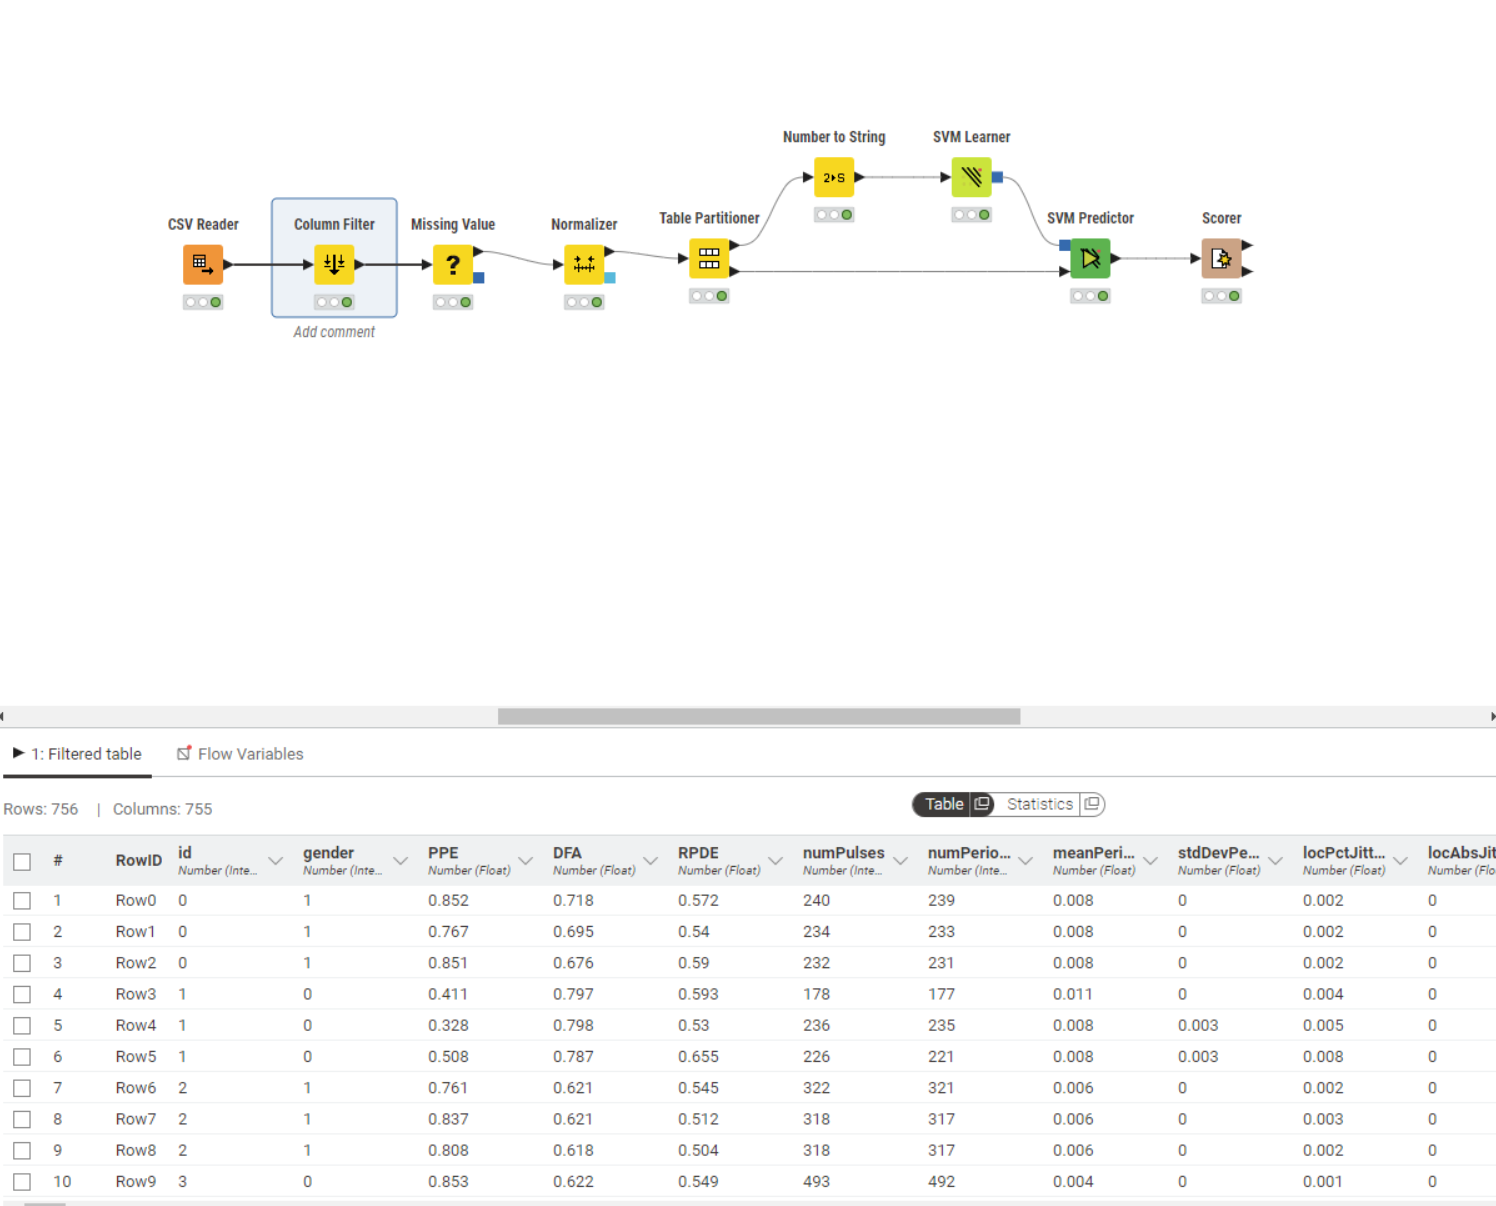 Number to String
SVM Learner
CSV Reader
Column Filter
Missing Value
Normalizer
Table Partitioner
SVM Predictor
Scorer
2▸S
?
Add comment
1: Filtered table
Flow Variables
Rows: 756 | Columns: 755
Table
Statistics
# RowID id gender PPE DFA RPDE numPulses numPerio... meanPeri... stdDevPe... locPctJitt... locAbsJit
Number (Inte... Number (Inte... Number (Float) Number (Float) Number (Float) Number (Inte... Number (Inte... Number (Float) Number (Float) Number (Float) Number (Flo
1 Row0 0 1 0.852 0.718 0.572 240 239 0.008 0 0.002 0
2 Row1 0 1 0.767 0.695 0.54 234 233 0.008 0 0.002 0
3 Row2 0 1 0.851 0.676 0.59 232 231 0.008 0 0.002 0
4 Row3 1 0 0.411 0.797 0.593 178 177 0.011 0 0.004 0
5 Row4 1 0 0.328 0.798 0.53 236 235 0.008 0.003 0.005 0
6 Row5 1 0 0.508 0.787 0.655 226 221 0.008 0.003 0.008 0
7 Row6 2 1 0.761 0.621 0.545 322 321 0.006 0 0.002 0
8 Row7 2 1 0.837 0.621 0.512 318 317 0.006 0 0.003 0
9 Row8 2 1 0.808 0.618 0.504 318 317 0.006 0 0.002 0
10 Row9 3 0 0.853 0.622 0.549 493 492 0.004 0 0.001 0